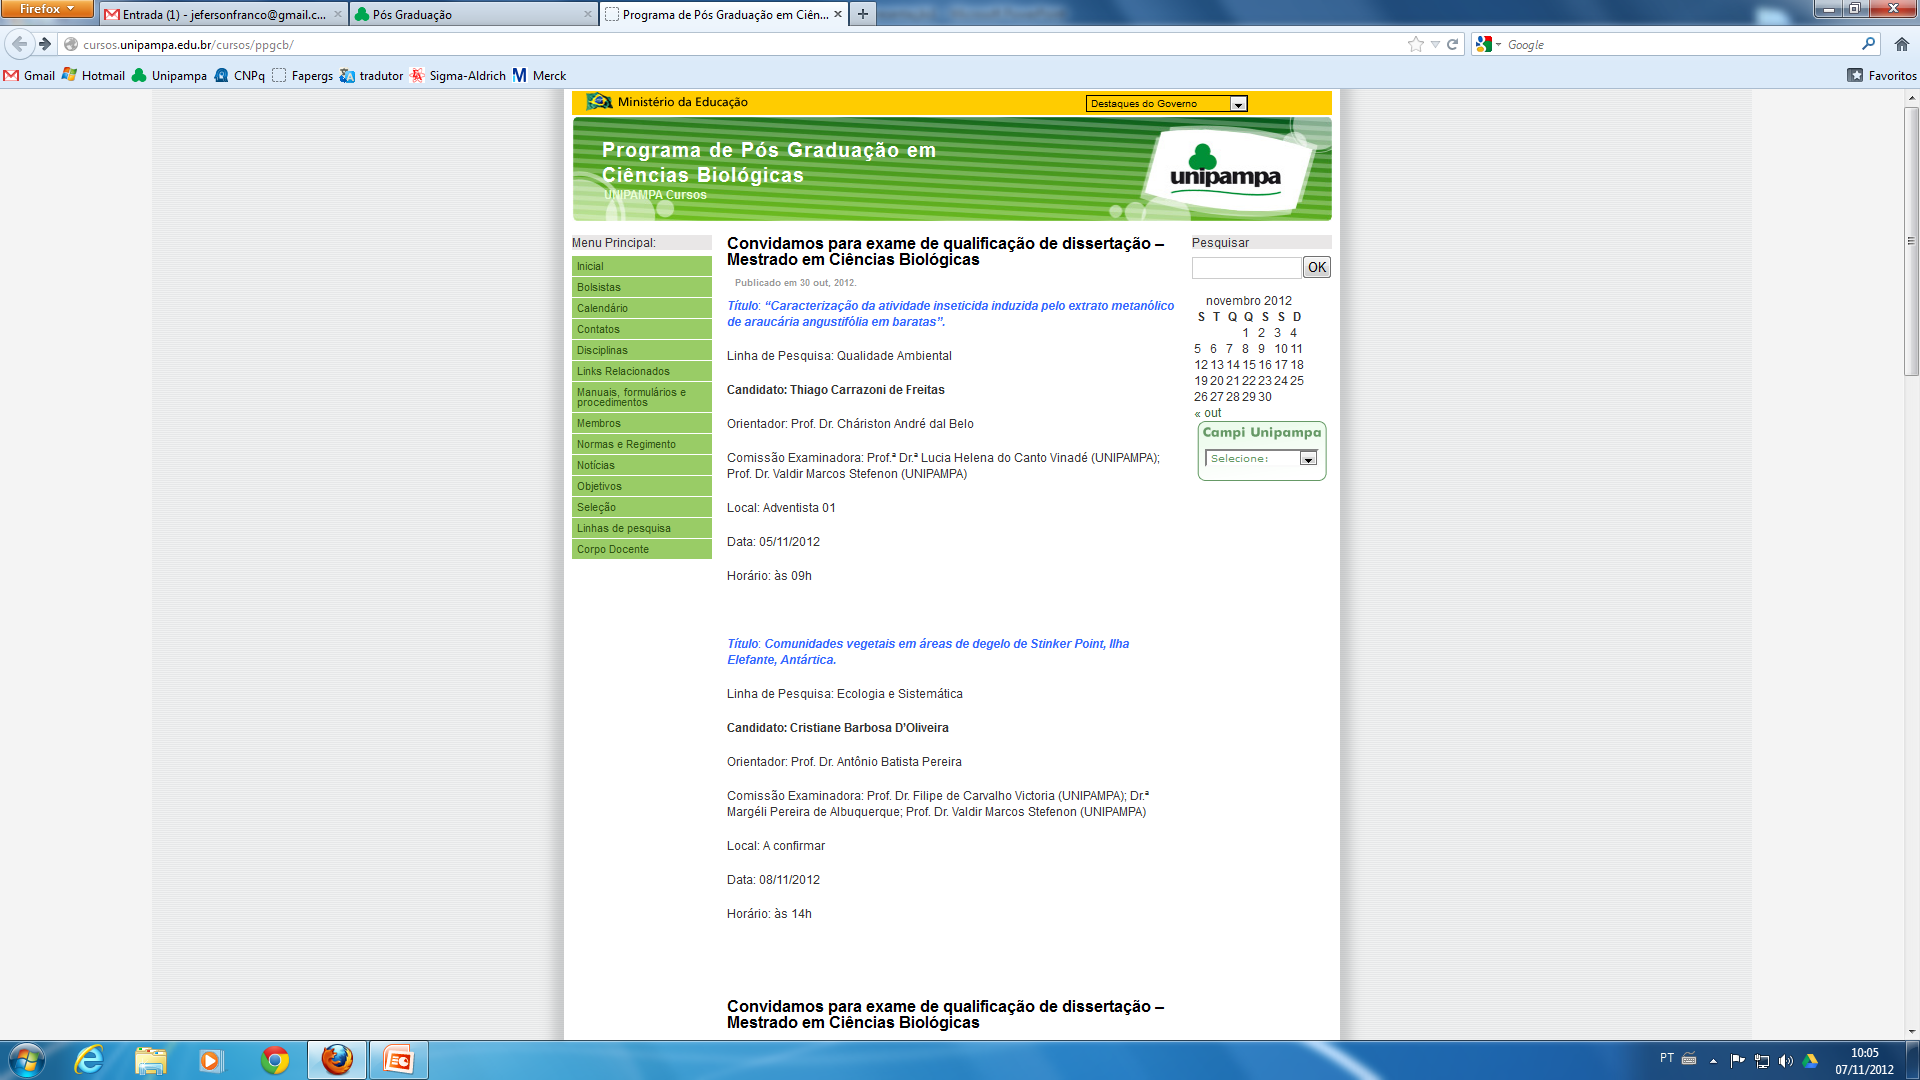 Firefox
Entrada (1) - jefersonfranco@gmail.c...
Pós Graduação
Programa de Pós Graduação em Ciên...
cursos.unipampa.edu.br/cursos/ppgcb/
Google
Gmail
Hotmail
Unipampa
CNPq
Fapergs
tradutor
Sigma-Aldrich
Merck
Favoritos
Ministério da Educação
Destaques do Governo
Programa de Pós Graduação em
Ciências Biológicas
UNIPAMPA Cursos
unipampa
Menu Principal:
Inicial
Bolsistas
Calendário
Contatos
Disciplinas
Links Relacionados
Manuais, formulários e
procedimentos
Membros
Normas e Regimento
Notícias
Objetivos
Seleção
Linhas de pesquisa
Corpo Docente
Convidamos para exame de qualificação de dissertação –
Mestrado em Ciências Biológicas
Publicado em 30 out, 2012.
Título: “Caracterização da atividade inseticida induzida pelo extrato metanólico
de araucária angustifólia em baratas”.
Linha de Pesquisa: Qualidade Ambiental
Candidato: Thiago Carrazoni de Freitas
Orientador: Prof. Dr. Cháriston André dal Belo
Comissão Examinadora: Prof.ª Dr.ª Lucia Helena do Canto Vinadé (UNIPAMPA);
Prof. Dr. Valdir Marcos Stefenon (UNIPAMPA)
Local: Adventista 01
Data: 05/11/2012
Horário: às 09h
Título: Comunidades vegetais em áreas de degelo de Stinker Point, Ilha
Elefante, Antártica.
Linha de Pesquisa: Ecologia e Sistemática
Candidato: Cristiane Barbosa D’Oliveira
Orientador: Prof. Dr. Antônio Batista Pereira
Comissão Examinadora: Prof. Dr. Filipe de Carvalho Victoria (UNIPAMPA); Dr.ª
Margéli Pereira de Albuquerque; Prof. Dr. Valdir Marcos Stefenon (UNIPAMPA)
Local: A confirmar
Data: 08/11/2012
Horário: às 14h
Convidamos para exame de qualificação de dissertação –
Mestrado em Ciências Biológicas
Pesquisar
OK
novembro 2012
S T Q Q S S D
1 2 3 4
5 6 7 8 9 10 11
12 13 14 15 16 17 18
19 20 21 22 23 24 25
26 27 28 29 30
« out
Campi Unipampa
Selecione:
PT
10:05
07/11/2012